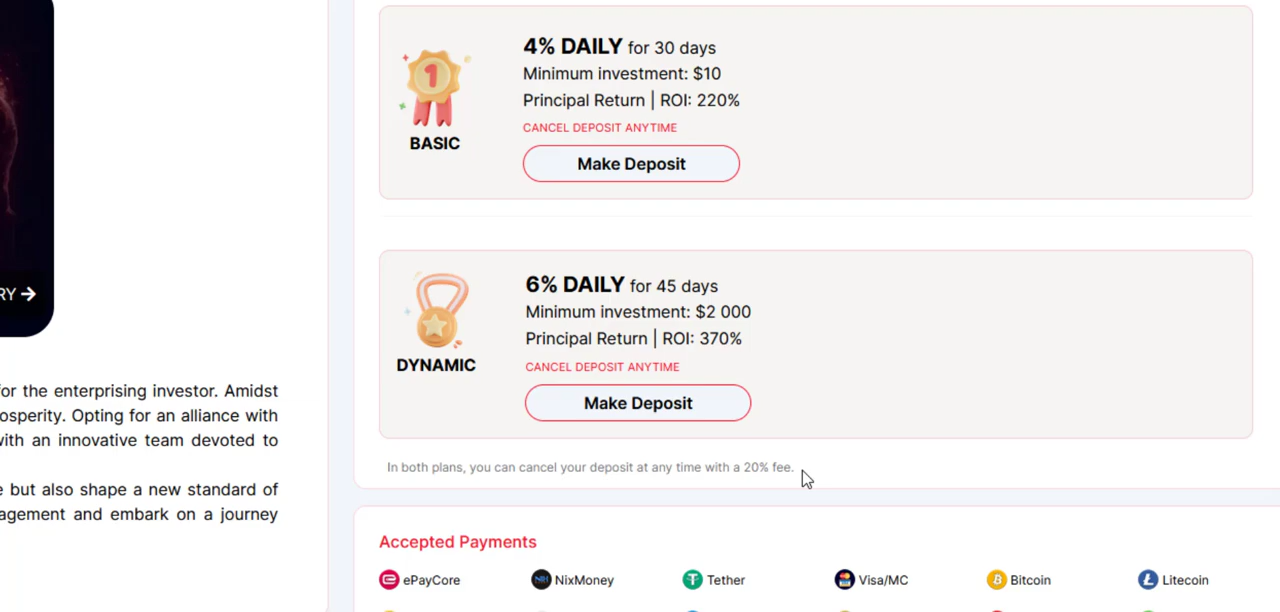 RY →
or the enterprising investor. Amidst
osperity. Opting for an alliance with
with an innovative team devoted to
but also shape a new standard of
agement and embark on a journey
1
BASIC
4% DAILY for 30 days
Minimum investment: $10
Principal Return | ROI: 220%
CANCEL DEPOSIT ANYTIME
Make Deposit
DYNAMIC
6% DAILY for 45 days
Minimum investment: $2 000
Principal Return | ROI: 370%
CANCEL DEPOSIT ANYTIME
Make Deposit
In both plans, you can cancel your deposit at any time with a 20% fee.
Accepted Payments
ePayCore
NixMoney
Tether
Visa/MC
Bitcoin
Litecoin